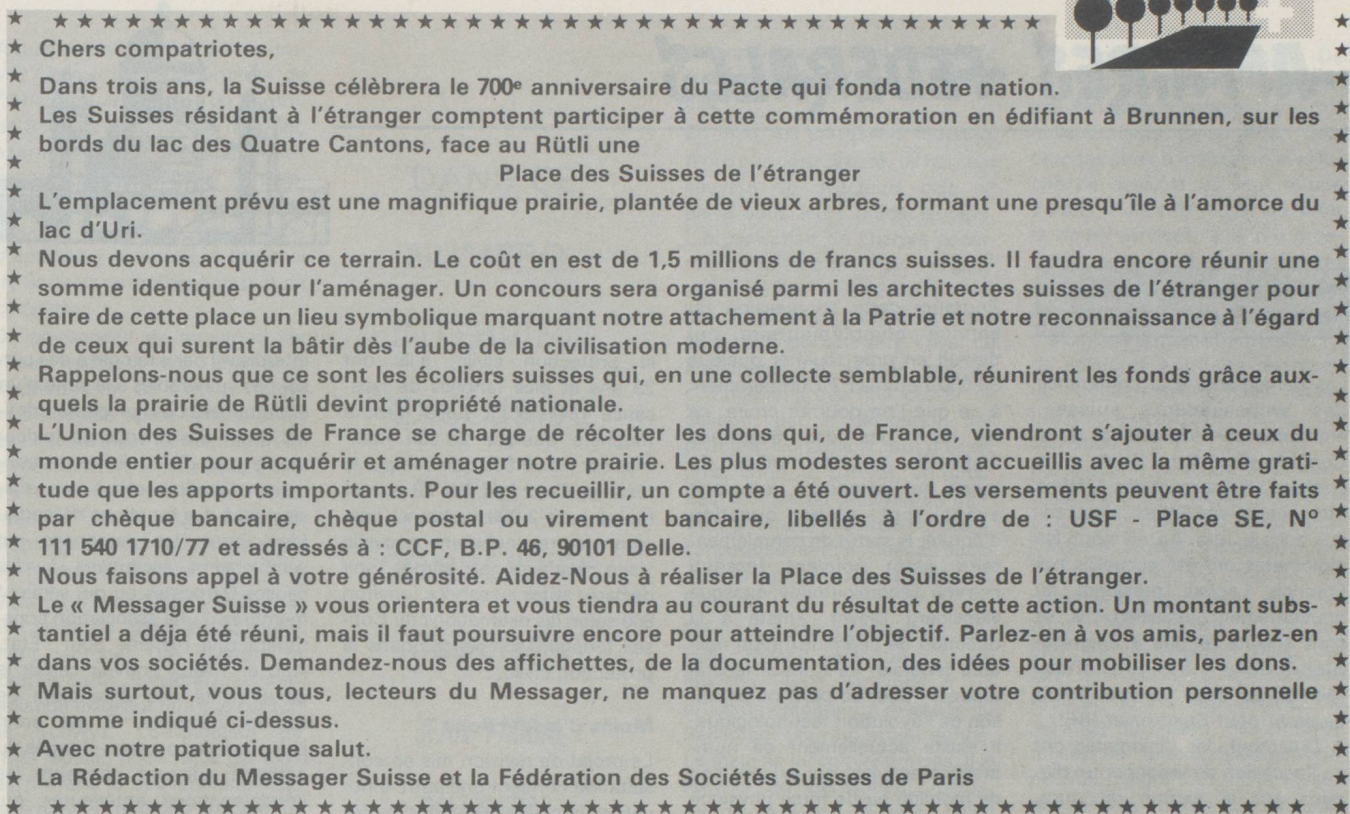 Chers compatriotes,
Dans trois ans, la Suisse célèbrera le 700e anniversaire du Pacte qui fonda notre nation.
Les Suisses résidant à l'étranger comptent participer à cette commémoration en édifiant à Brunnen, sur les
bords du lac des Quatre Cantons, face au Rütli une
Place des Suisses de l'étranger
L'emplacement prévu est une magnifique prairie, plantée de vieux arbres, formant une presqu'île à l'amorce du
lac d'Uri.
Nous devons acquérir ce terrain. Le coût en est de 1,5 millions de francs suisses. Il faudra encore réunir une
somme identique pour l'aménager. Un concours sera organisé parmi les architectes suisses de l'étranger pour
faire de cette place un lieu symbolique marquant notre attachement à la Patrie et notre reconnaissance à l'égard
de ceux qui surent la bâtir dès l'aube de la civilisation moderne.
Rappelons-nous que ce sont les écoliers suisses qui, en une collecte semblable, réunirent les fonds grâce aux-
quels la prairie de Rütli devint propriété nationale.
L'Union des Suisses de France se charge de récolter les dons qui, de France, viendront s'ajouter à ceux du
monde entier pour acquérir et aménager notre prairie. Les plus modestes seront accueillis avec la même grati-
tude que les apports importants. Pour les recueillir, un compte a été ouvert. Les versements peuvent être faits
par chèque bancaire, chèque postal ou virement bancaire, libellés à l'ordre de : USF - Place SE, N°
111 540 1710/77 et adressés à : CCF, B.P. 46, 90101 Delle.
Nous faisons appel à votre générosité. Aidez-Nous à réaliser la Place des Suisses de l'étranger.
Le « Messager Suisse » vous orientera et vous tiendra au courant du résultat de cette action. Un montant subs-
tantiel a déja été réuni, mais il faut poursuivre encore pour atteindre l'objectif. Parlez-en à vos amis, parlez-en
dans vos sociétés. Demandez-nous des affichettes, de la documentation, des idées pour mobiliser les dons.
Mais surtout, vous tous, lecteurs du Messager, ne manquez pas d'adresser votre contribution personnelle
comme indiqué ci-dessus.
Avec notre patriotique salut.
La Rédaction du Messager Suisse et la Fédération des Sociétés Suisses de Paris